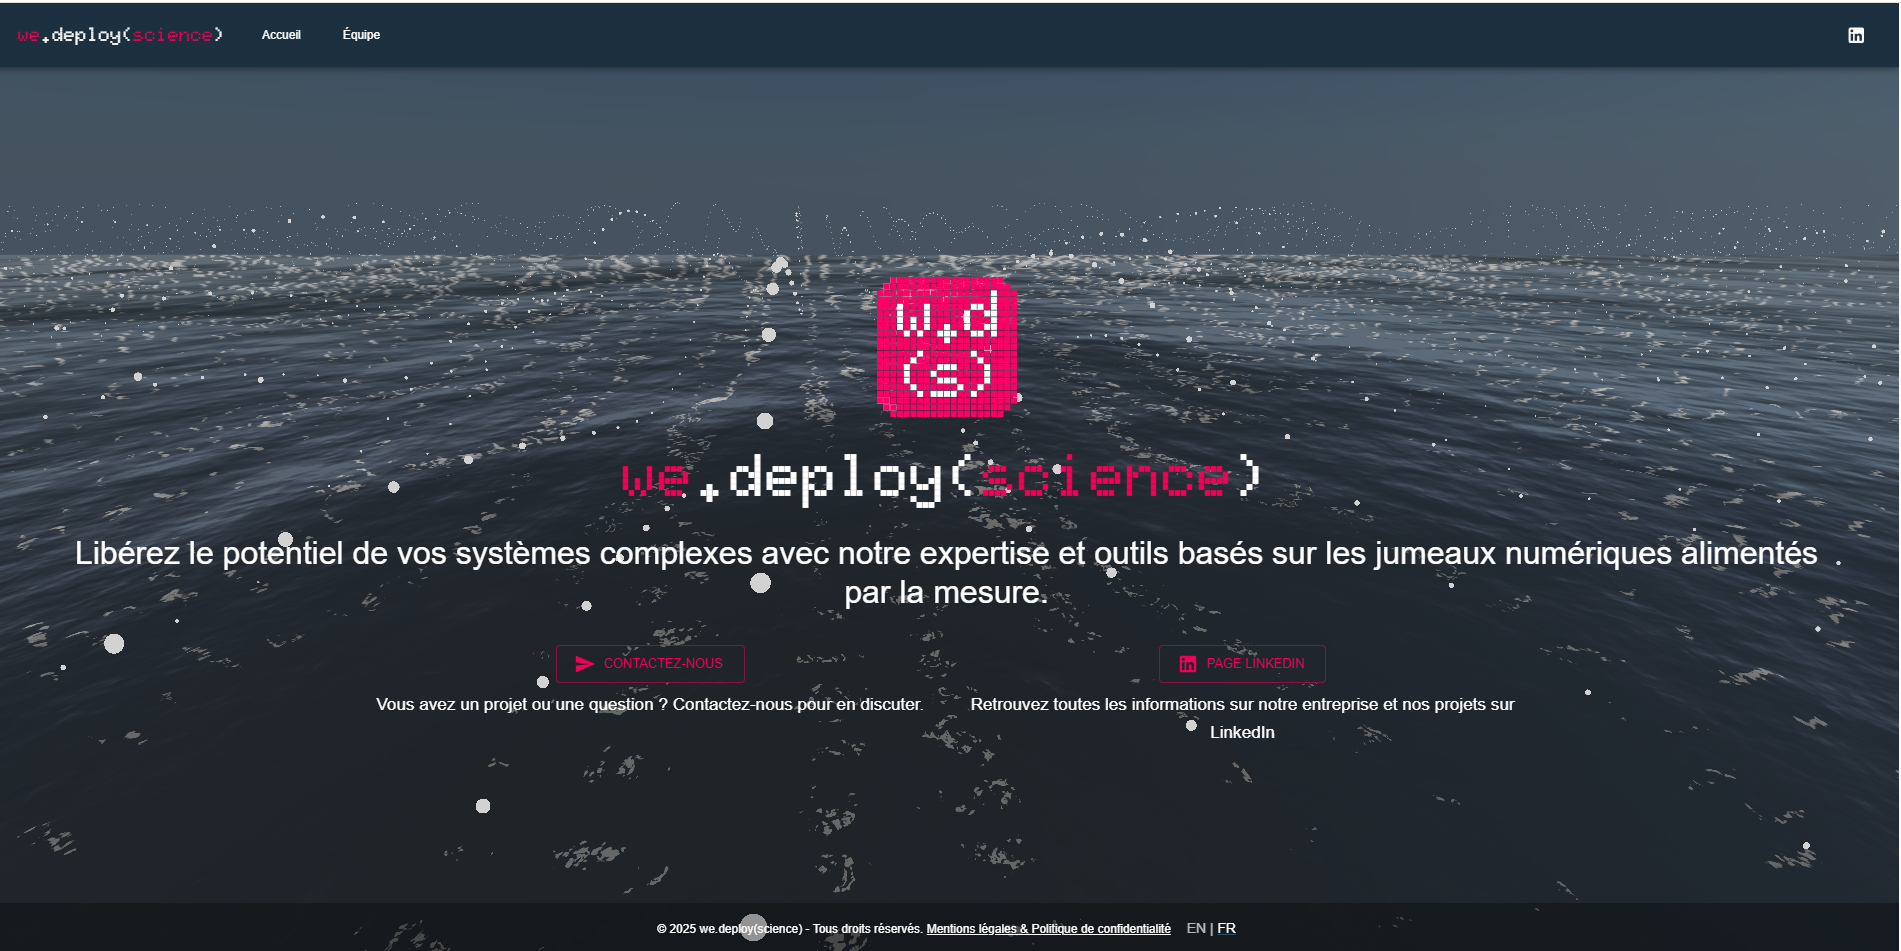 we.deploy(science) Accueil Équipe
w.d
(s)
we.deploy(science)
Libérez le potentiel de vos systèmes complexes avec notre expertise et outils basés sur les jumeaux numériques alimentés
par la mesure.
CONTACTEZ-NOUS
Vous avez un projet ou une question ? Contactez-nous pour en discuter.
PAGE LINKEDIN
Retrouvez toutes les informations sur notre entreprise et nos projets sur
LinkedIn
© 2025 we.deploy(science) - Tous droits réservés. Mentions légales & Politique de confidentialité EN | FR